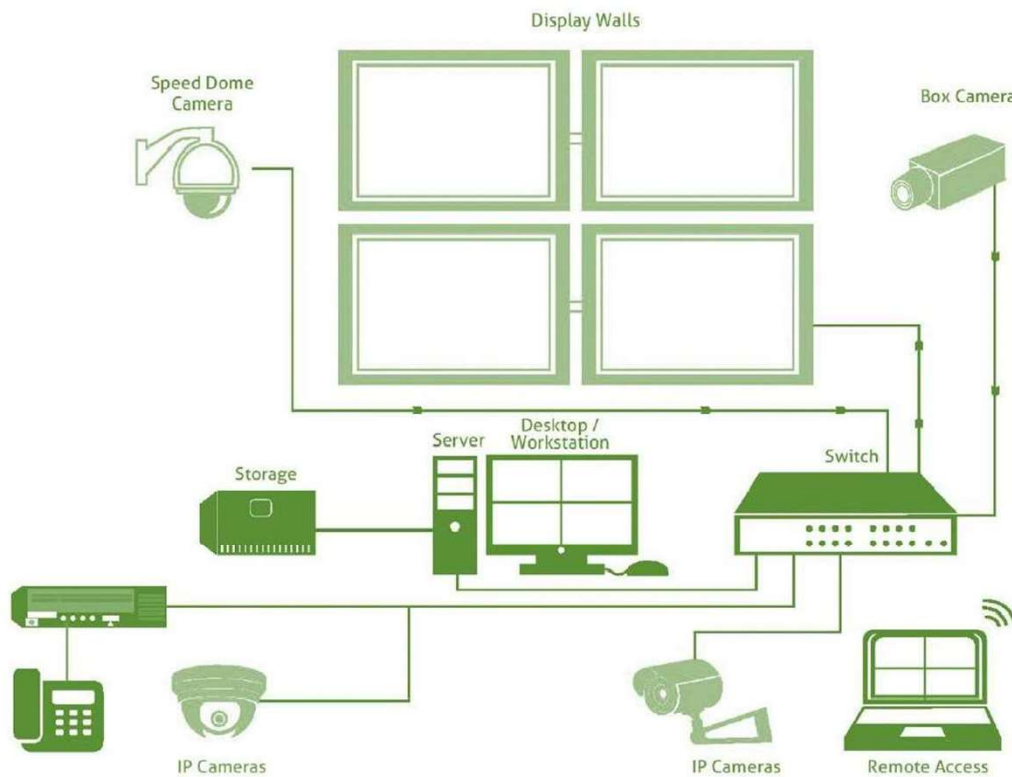 Display Walls
Speed Dome
Camera
Box Camera
Desktop /
Workstation
Server
Switch
Storage
IP Cameras
IP Cameras
Remote Access